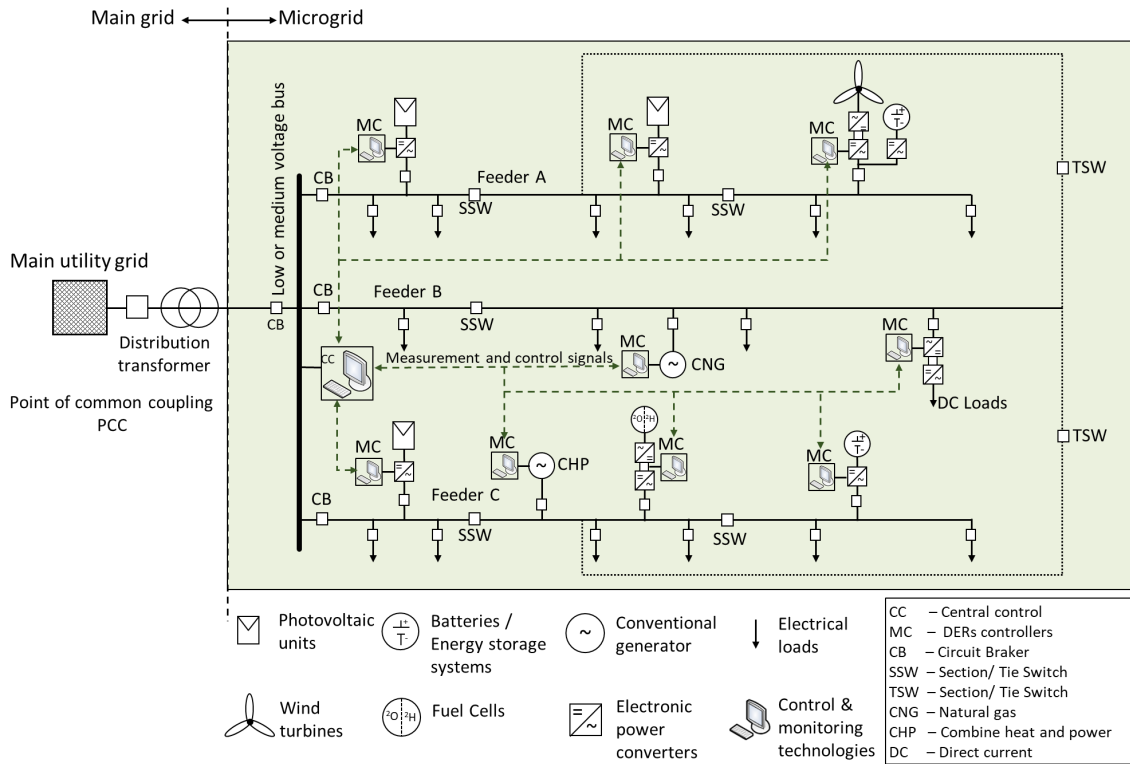 Main grid
Microgrid
Low or medium voltage bus
MC
MC
MC
CB
Feeder A
SSW
SSW
TSW
Main utility grid
CB
Feeder B
SSW
CB
Distribution
transformer
Point of common coupling
PCC
CC
Measurement and control signals
MC
CNG
MC
DC Loads
TSW
MC
MC
CHP
²O ²H
MC
MC
CB
Feeder C
SSW
SSW
Photovoltaic
units
Batteries /
Energy storage
systems
Conventional
generator
Electrical
loads
Wind
turbines
²O ²H
Fuel Cells
Electronic
power
converters
Control &
monitoring
technologies
CC – Central control
MC – DERs controllers
CB – Circuit Braker
SSW – Section/ Tie Switch
TSW – Section/ Tie Switch
CNG – Natural gas
CHP – Combine heat and power
DC – Direct current